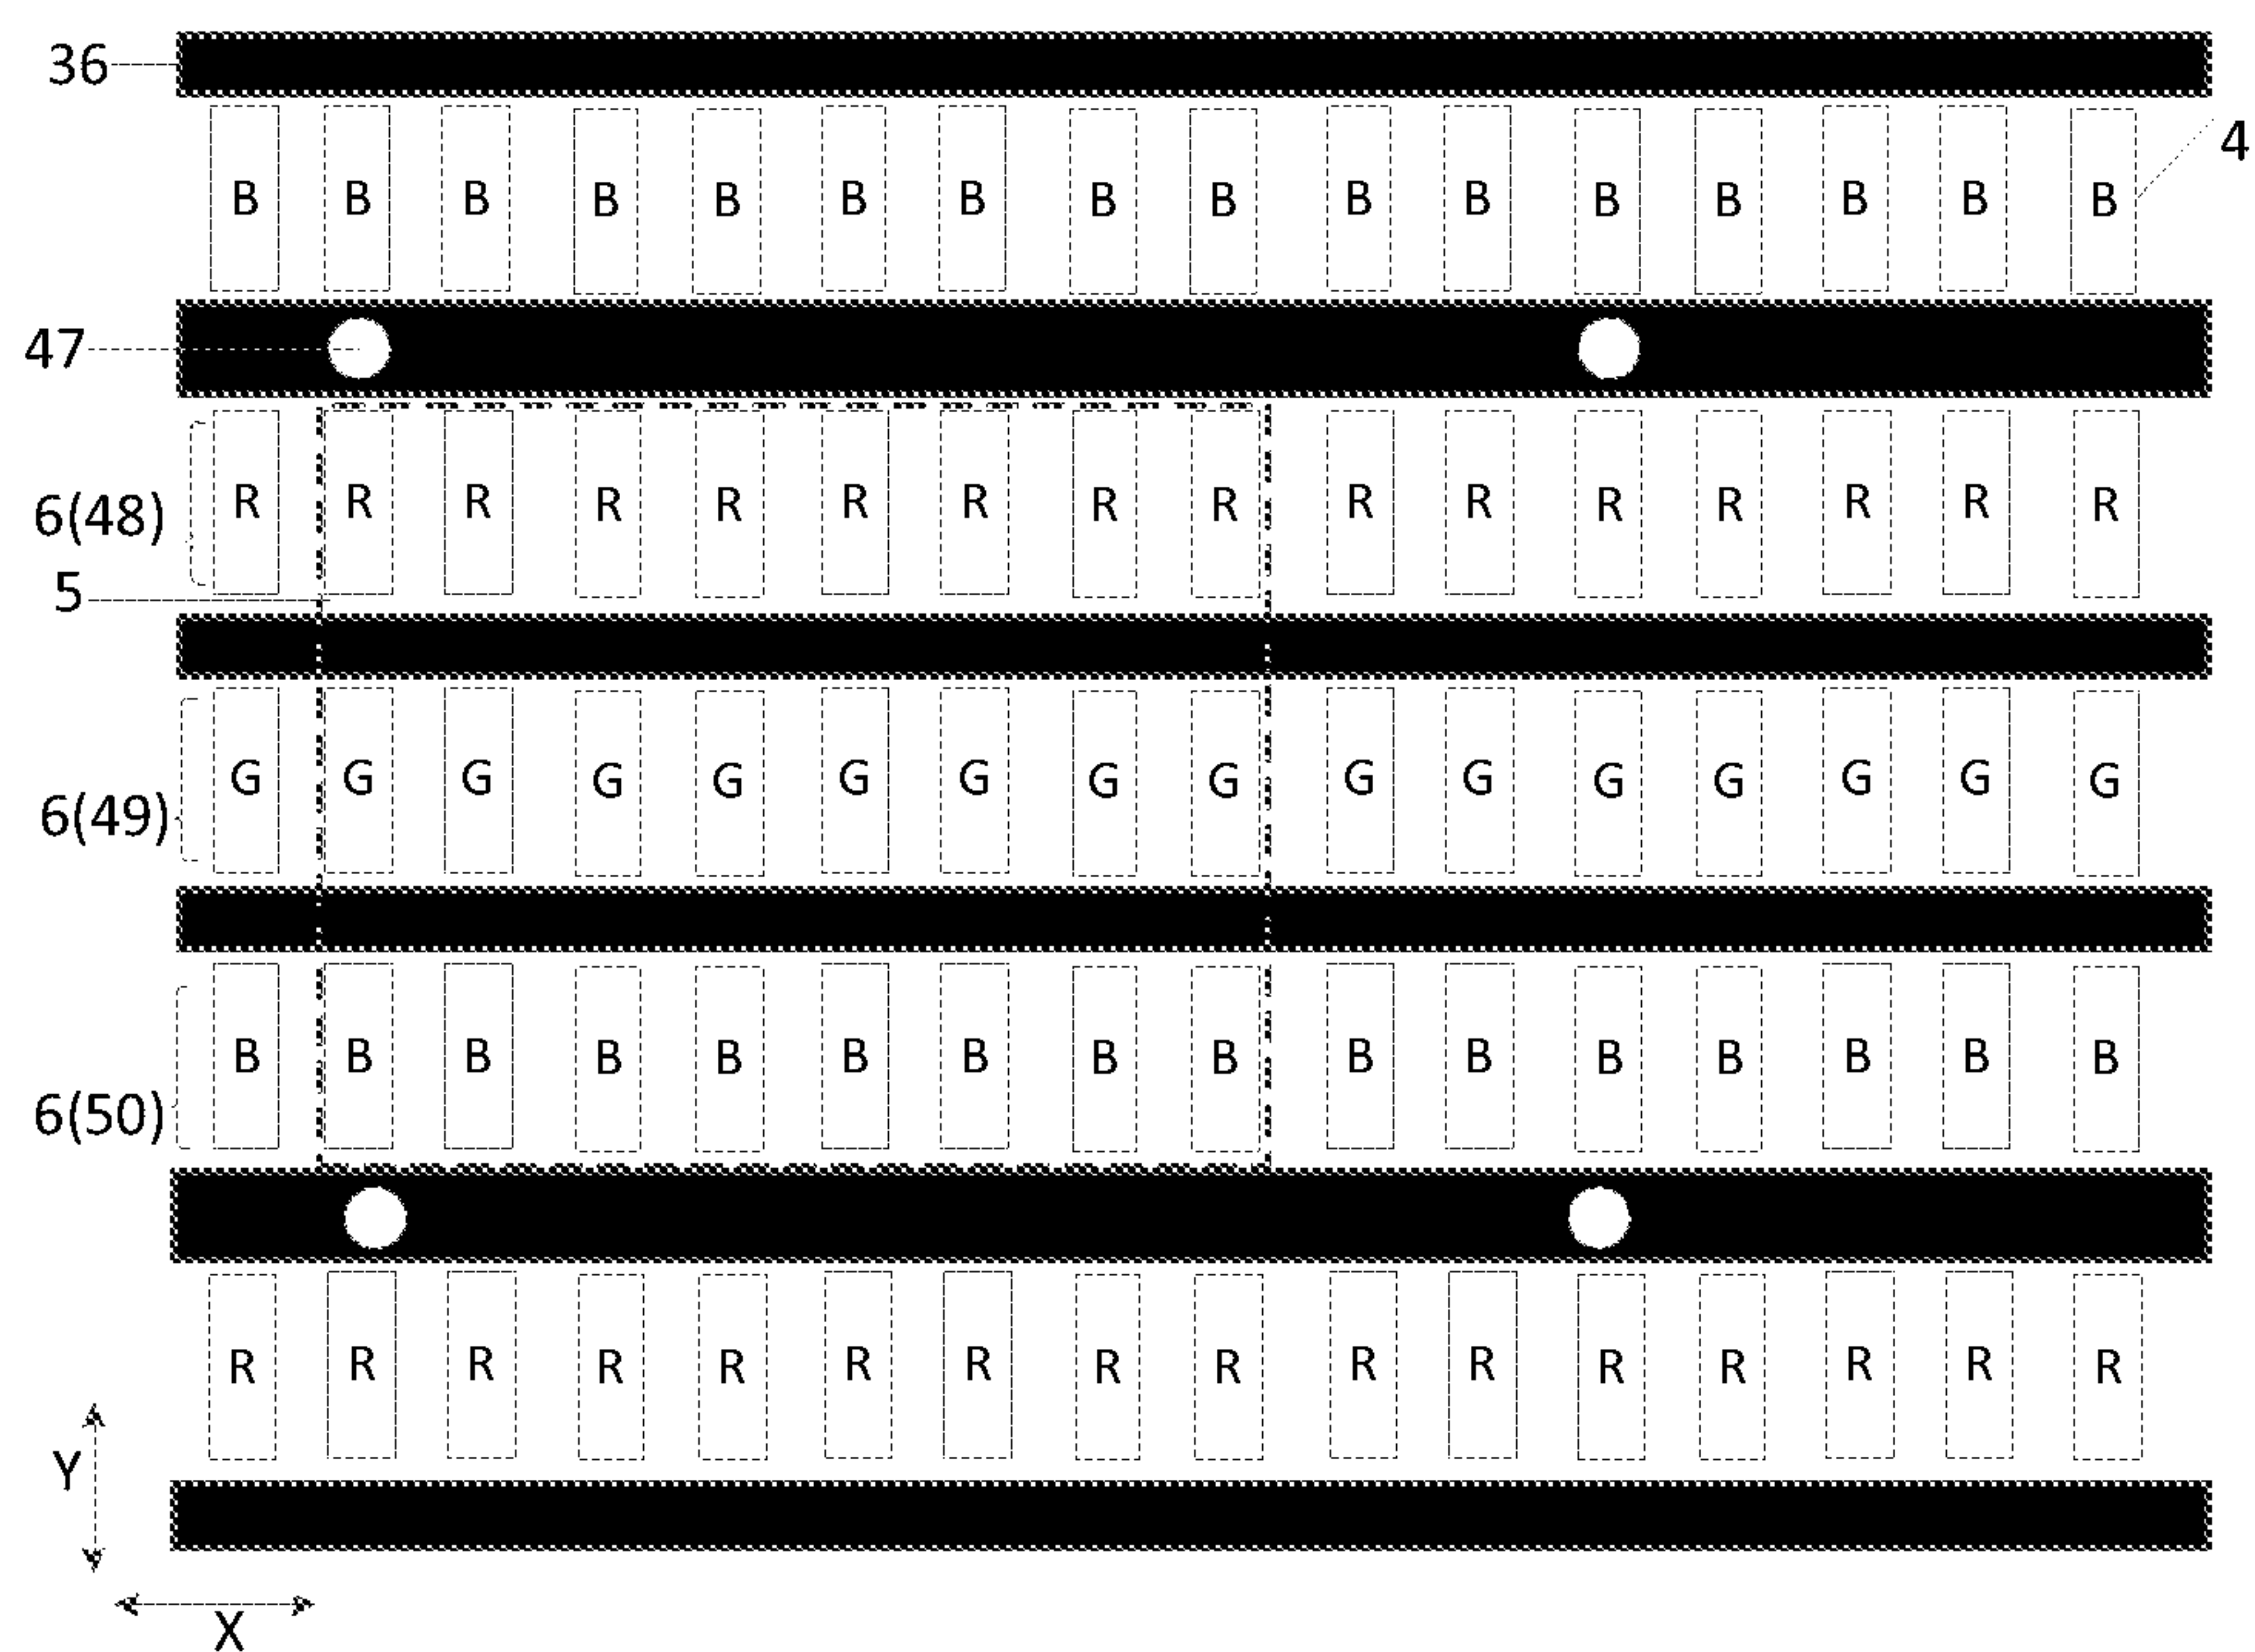 36
B B B B B B B B B B B B B B B B 4
47
6(48) R R R R R R R R R R R R R R R R
5
6(49) G G G G G G G G G G G G G G G G
6(50) B B B B B B B B B B B B B B B B
R R R R R R R R R R R R R R R R
Y
X